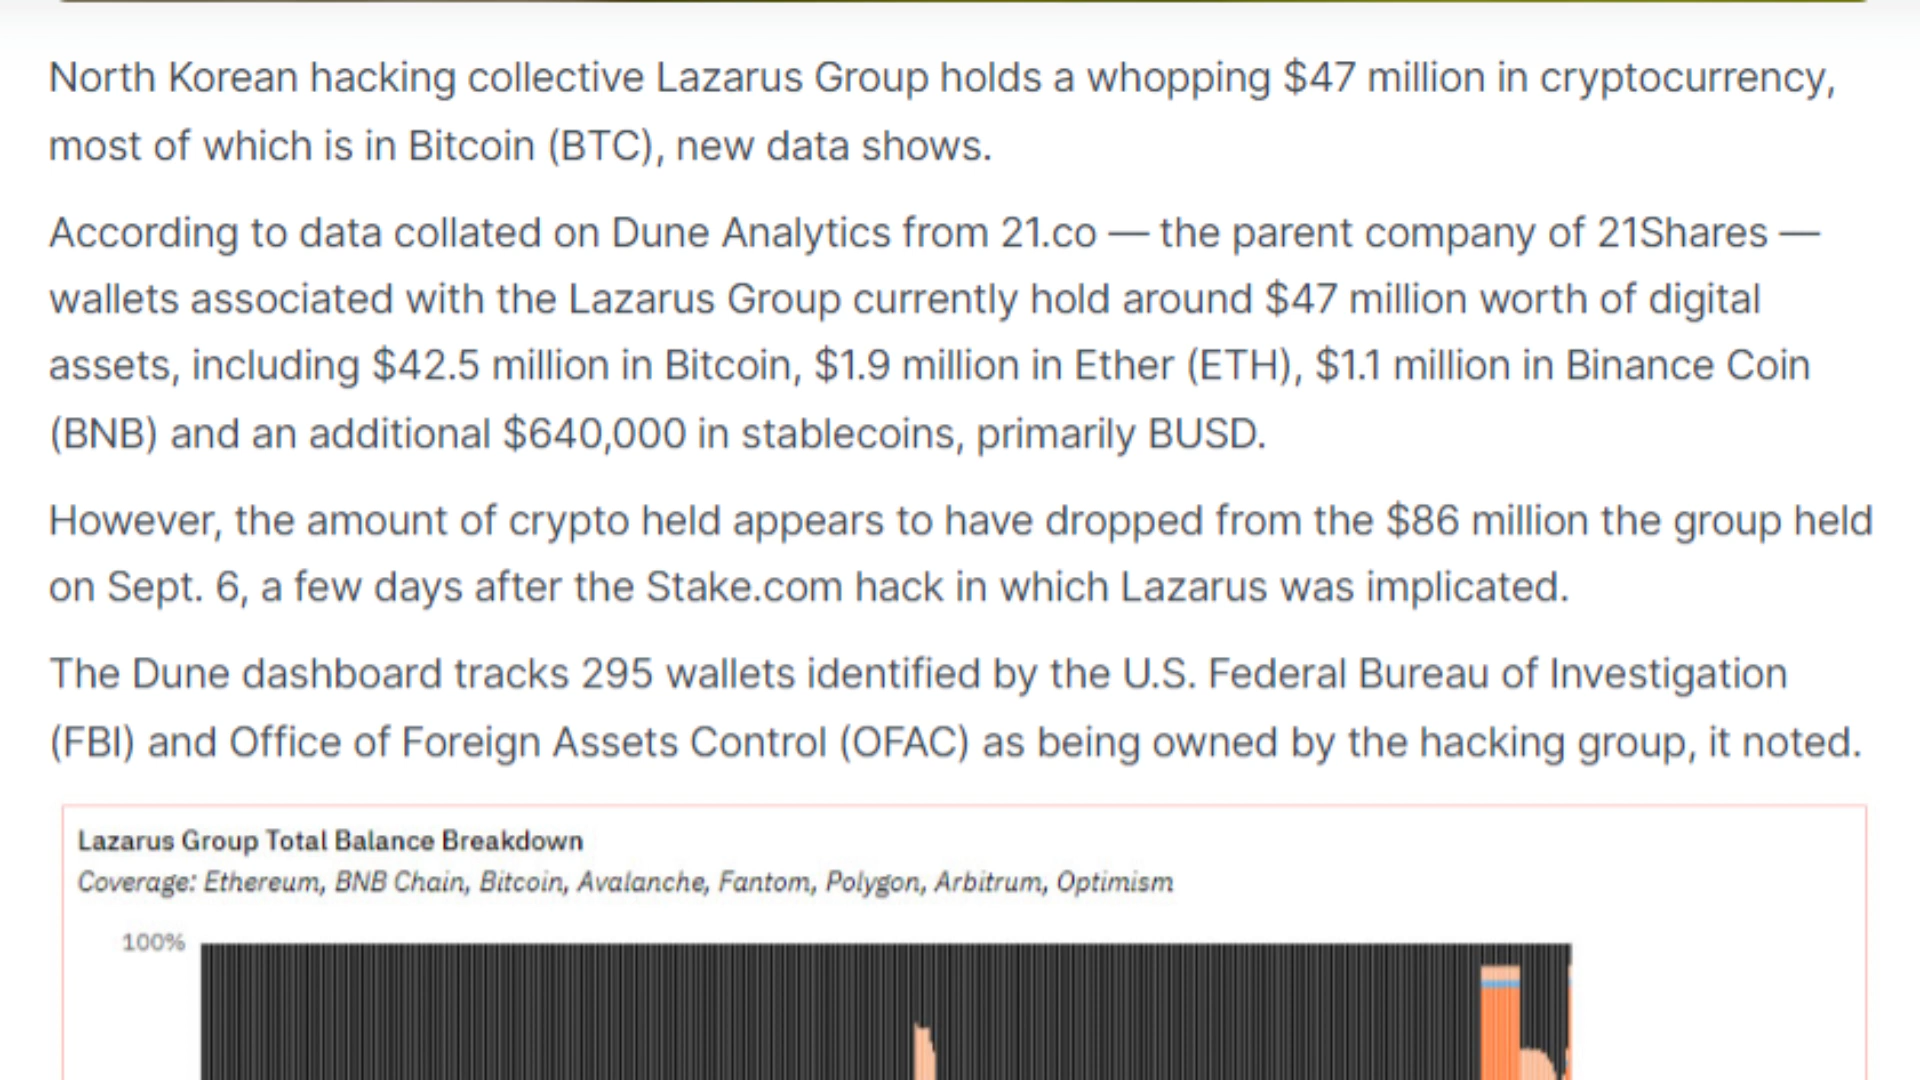 North Korean hacking collective Lazarus Group holds a whopping $47 million in cryptocurrency,
most of which is in Bitcoin (BTC), new data shows.
According to data collated on Dune Analytics from 21.co — the parent company of 21Shares —
wallets associated with the Lazarus Group currently hold around $47 million worth of digital
assets, including $42.5 million in Bitcoin, $1.9 million in Ether (ETH), $1.1 million in Binance Coin
(BNB) and an additional $640,000 in stablecoins, primarily BUSD.
However, the amount of crypto held appears to have dropped from the $86 million the group held
on Sept. 6, a few days after the Stake.com hack in which Lazarus was implicated.
The Dune dashboard tracks 295 wallets identified by the U.S. Federal Bureau of Investigation
(FBI) and Office of Foreign Assets Control (OFAC) as being owned by the hacking group, it noted.
Lazarus Group Total Balance Breakdown
Coverage: Ethereum, BNB Chain, Bitcoin, Avalanche, Fantom, Polygon, Arbitrum, Optimism
100%